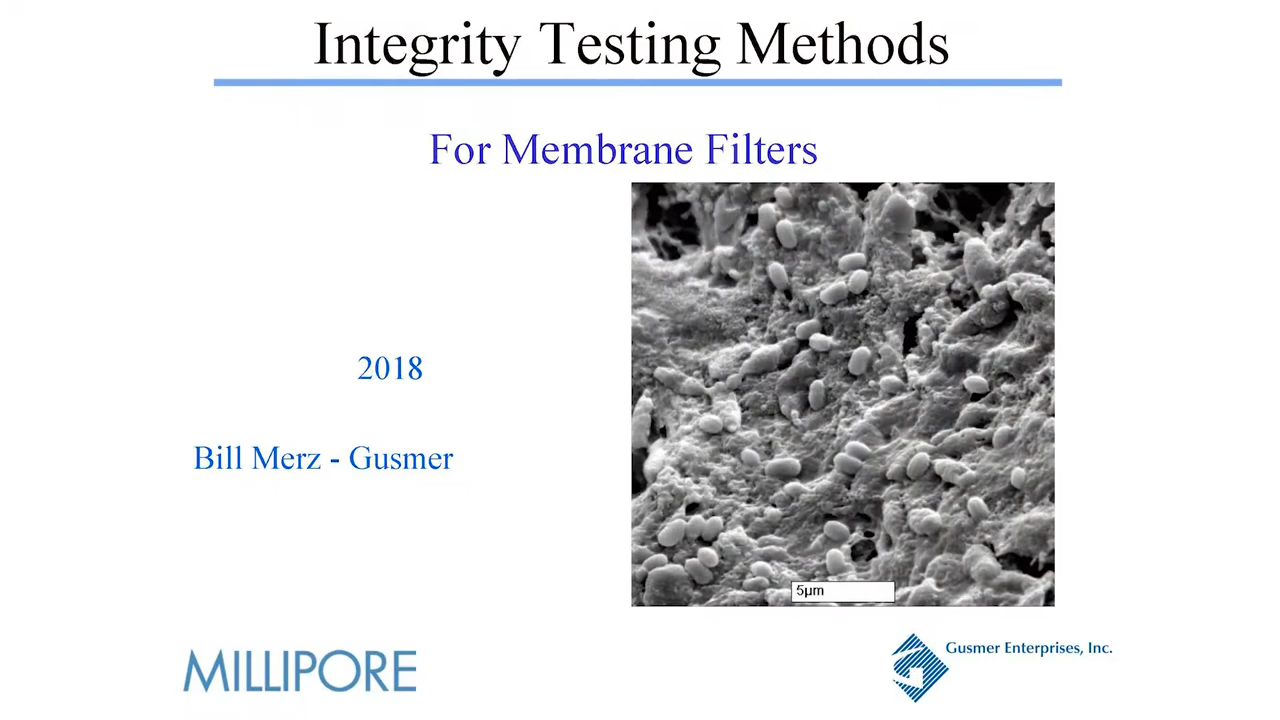 Integrity Testing Methods
For Membrane Filters
2018
Bill Merz - Gusmer
5µm
MILLIPORE
Gusmer Enterprises, Inc.